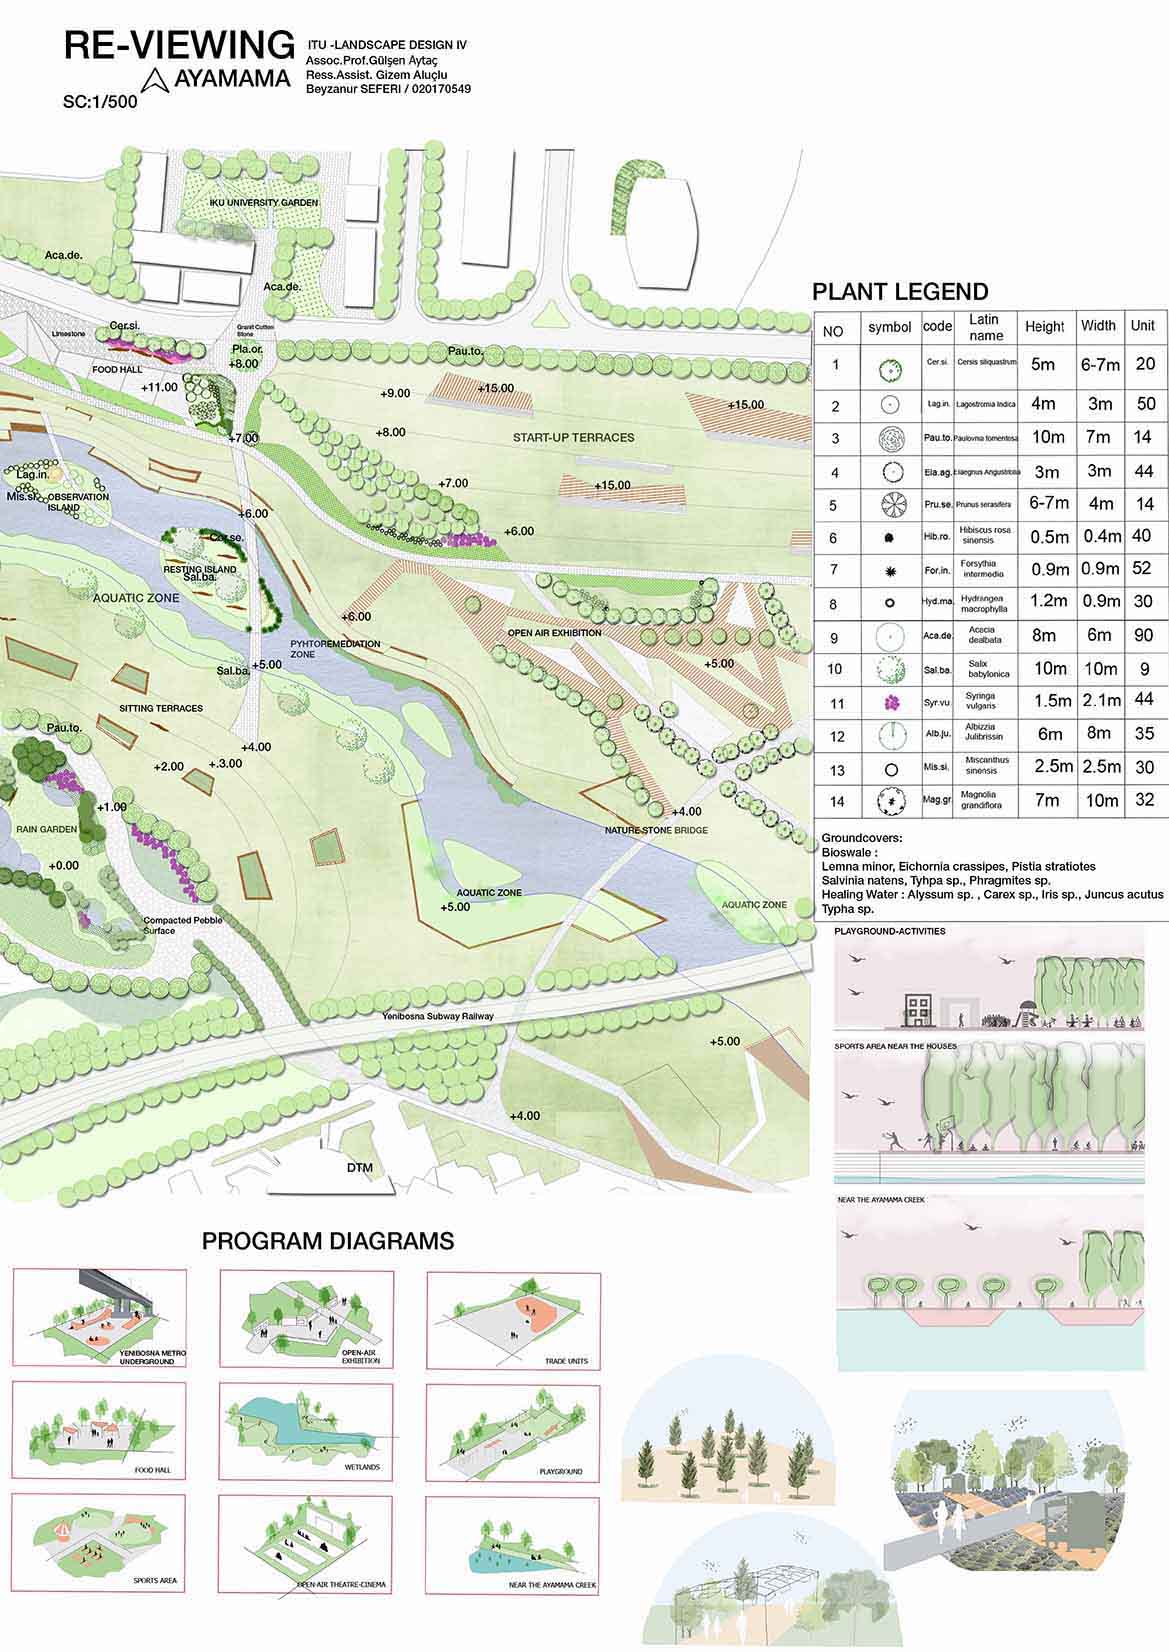 RE-VIEWING
AYAMAMA
SC:1/500
ITU -LANDSCAPE DESIGN IV
Assoc.Prof.Gülşen Aytaç
Ress.Assist. Gizem Aluçlu
Beyzanur SEFERI / 020170549
IKU UNIVERSITY GARDEN
Aca.de.
Aca.de.
Cer.si.
Limestone
Granit Cutten
Stone
Pla.or.
+8.00
Pau.to.
FOOD HALL
+11.00
+9.00
+15.00
+15.00
+7.00
+8.00
START-UP TERRACES
Lag.in.
Mis.si.
OBSERVATION
ISLAND
+7.00
+15.00
+6.00
+6.00
Cer.se.
RESTING ISLAND
Sal.ba.
AQUATIC ZONE
+6.00
OPEN AIR EXHIBITION
PYHTOREMEDIATION
ZONE
+5.00
Sal.ba.
+5.00
SITTING TERRACES
Pau.to.
+4.00
+2.00
+.3.00
+1.00
RAIN GARDEN
+4.00
NATURE STONE BRIDGE
+0.00
AQUATIC ZONE
+5.00
AQUATIC ZONE
Compacted Pebble
Surface
Yenibosna Subway Railway
+5.00
+4.00
DTM
PLANT LEGEND
NO symbol code Latin name Height Width Unit
1 Cer.si. Cersis siliquastrum 5m 6-7m 20
2 Lag.in. Lagostromia Indica 4m 3m 50
3 Pau.to. Paulovnia tomentosa 10m 7m 14
4 Ela.ag. Elaegnus Angustifolia 3m 3m 44
5 Pru.se. Prunus serasifera 6-7m 4m 14
6 Hib.ro. Hibiscus rosa sinensis 0.5m 0.4m 40
7 For.in. Forsythia intermedia 0.9m 0.9m 52
8 Hyd.ma. Hydrangea macrophylla 1.2m 0.9m 30
9 Aca.de. Acacia dealbata 8m 6m 90
10 Sal.ba. Salix babylonica 10m 10m 9
11 Syr.vu. Syringa vulgaris 1.5m 2.1m 44
12 Alb.ju. Albizzia Julibrissin 6m 8m 35
13 Mis.si. Miscanthus sinensis 2.5m 2.5m 30
14 Mag.gr. Magnolia grandiflora 7m 10m 32
Groundcovers:
Bioswale :
Lemna minor, Eichornia crassipes, Pistia stratiotes
Salvinia natens, Tyhpa sp., Phragmites sp.
Healing Water : Alyssum sp. , Carex sp., Iris sp., Juncus acutus
Typha sp.
PLAYGROUND-ACTIVITIES
SPORTS AREA NEAR THE HOUSES
NEAR THE AYAMAMA CREEK
PROGRAM DIAGRAMS
YENIBOSNA METRO
UNDERGROUND
OPEN-AIR
EXHIBITION
TRADE UNITS
FOOD HALL
WETLANDS
PLAYGROUND
SPORTS AREA
OPEN-AIR THEATRE-CINEMA
NEAR THE AYAMAMA CREEK